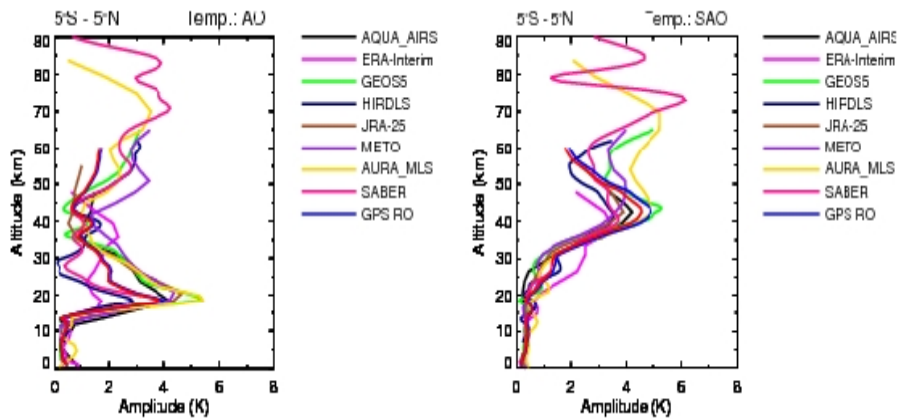 5°S - 5°N Temp.: AO
90
80
70
60
50
40
30
20
10
0
Altitude (km)
0 2 4 6 8
Amplitude (K)
AQUA_AIRS
ERA-Interim
GEOS5
HIRDLS
JRA-25
METO
AURA_MLS
SABER
GPS RO
5°S - 5°N Temp.: SAO
90
80
70
60
50
40
30
20
10
0
Altitude (km)
0 2 4 6 8
Amplitude (K)
AQUA_AIRS
ERA-Interim
GEOS5
HIRDLS
JRA-25
METO
AURA_MLS
SABER
GPS RO